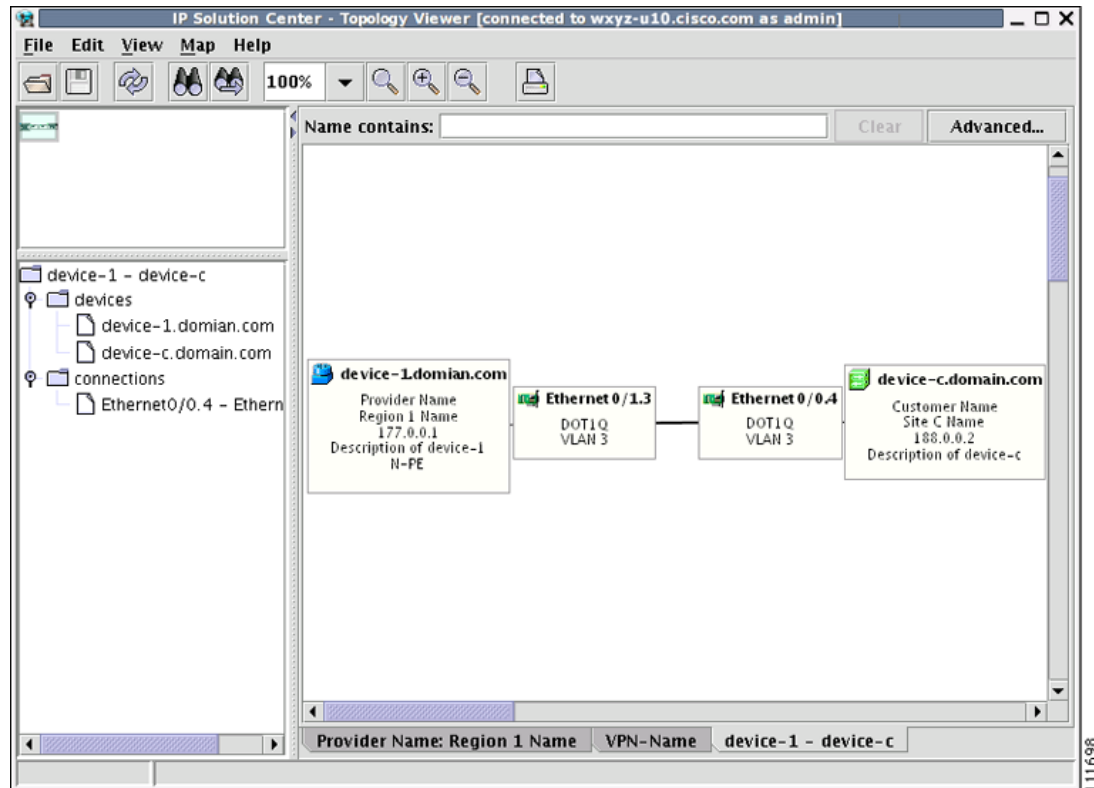 IP Solution Center - Topology Viewer [connected to wxyz-u10.cisco.com as admin]
File Edit View Map Help
100%
Name contains: Clear Advanced...
device-1 - device-c
devices
device-1.domian.com
device-c.domain.com
connections
Ethernet0/0.4 - Ethern
device-1.domian.com
Provider Name
Region 1 Name
177.0.0.1
Description of device-1
N-PE
Ethernet 0/1.3
DOT1Q
VLAN 3
Ethernet 0/0.4
DOT1Q
VLAN 3
device-c.domain.com
Customer Name
Site C Name
188.0.0.2
Description of device-c
Provider Name: Region 1 Name VPN-Name device-1 - device-c
111698